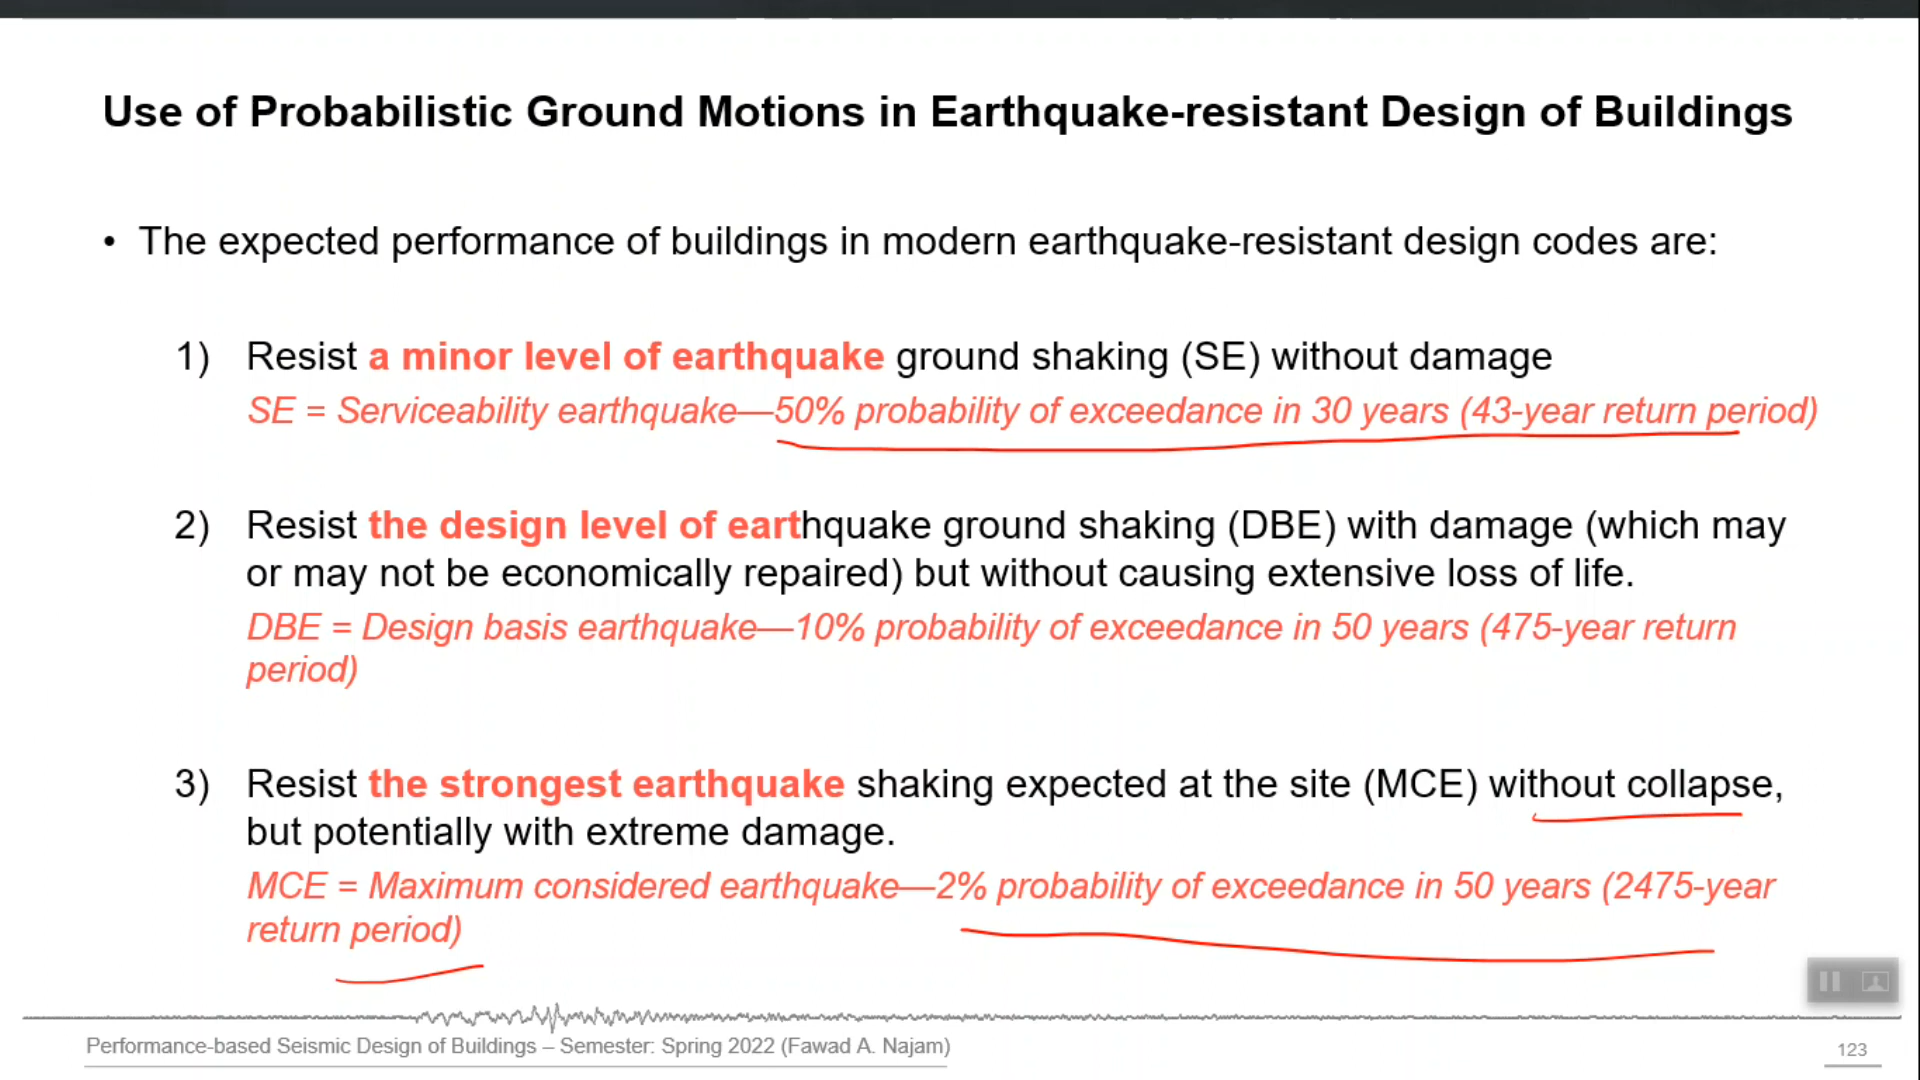 Use of Probabilistic Ground Motions in Earthquake-resistant Design of Buildings
• The expected performance of buildings in modern earthquake-resistant design codes are:
1) Resist a minor level of earthquake ground shaking (SE) without damage
SE = Serviceability earthquake—50% probability of exceedance in 30 years (43-year return period)
2) Resist the design level of earthquake ground shaking (DBE) with damage (which may
or may not be economically repaired) but without causing extensive loss of life.
DBE = Design basis earthquake—10% probability of exceedance in 50 years (475-year return
period)
3) Resist the strongest earthquake shaking expected at the site (MCE) without collapse,
but potentially with extreme damage.
MCE = Maximum considered earthquake—2% probability of exceedance in 50 years (2475-year
return period)
Performance-based Seismic Design of Buildings – Semester: Spring 2022 (Fawad A. Najam)
123